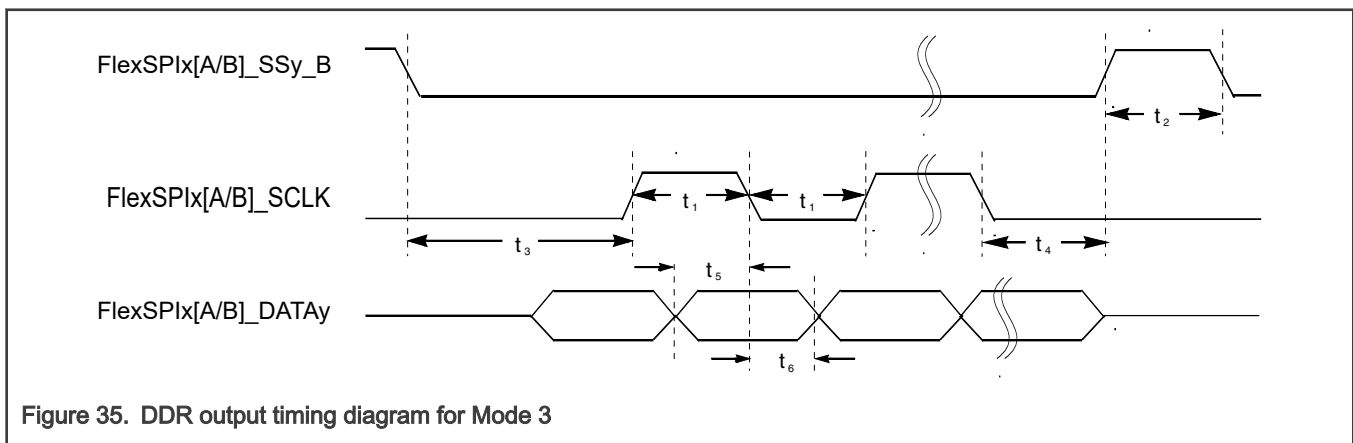 FlexSPIx[A/B]_SSy_B
t₂
FlexSPIx[A/B]_SCLK
t₁ t₁
t₃ t₄
t₅
FlexSPIx[A/B]_DATAy
t₆
Figure 35. DDR output timing diagram for Mode 3